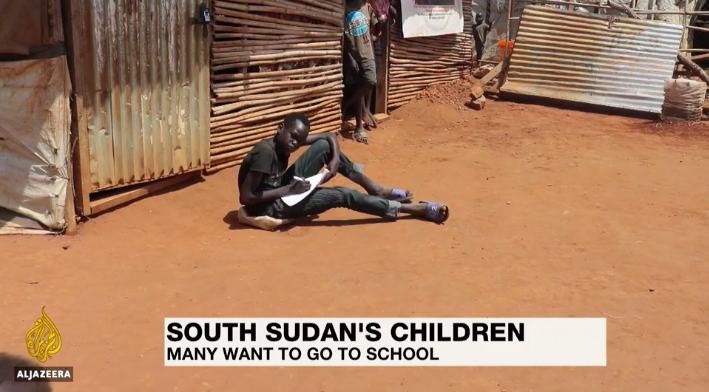 SOUTH SUDAN'S CHILDREN
MANY WANT TO GO TO SCHOOL
ALJAZEERA